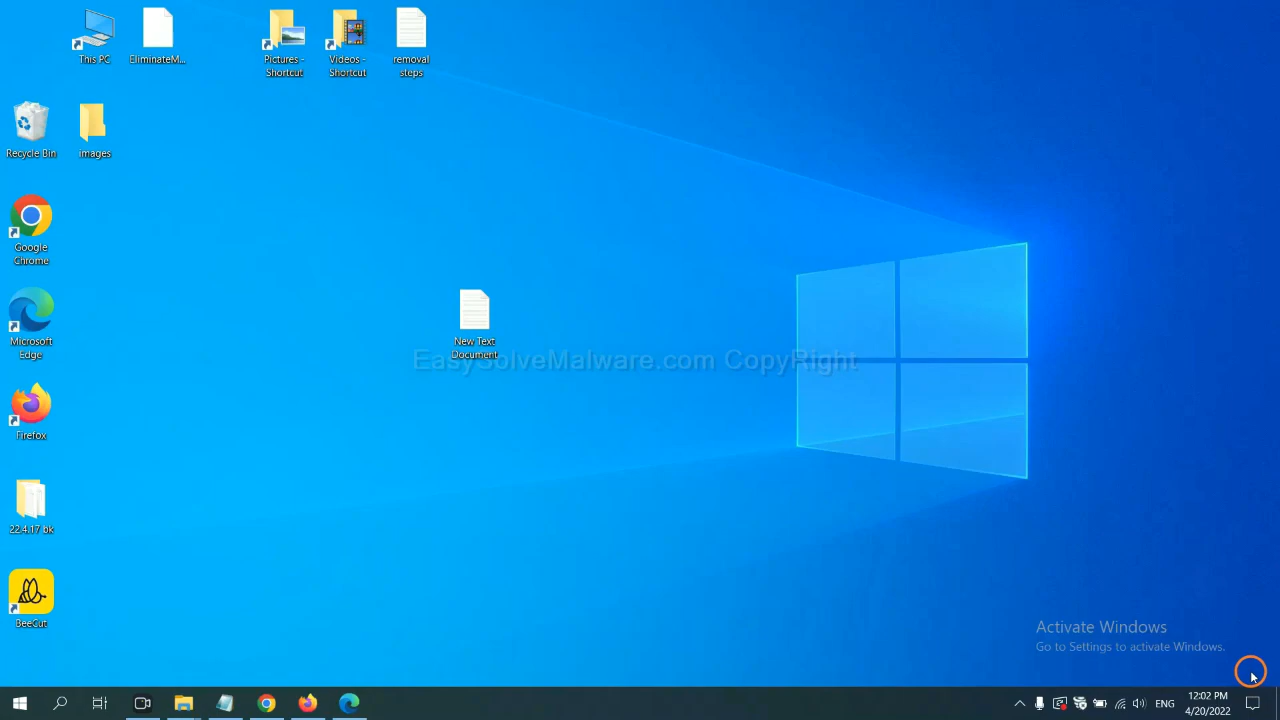 This PC
EliminateM...
Pictures -
Shortcut
Videos -
Shortcut
removal
steps
Recycle Bin
images
Google
Chrome
New Text
Document
Microsoft
Edge
EasySolveMalware.com CopyRight
Firefox
22.4.17 bk
BeeCut
Activate Windows
Go to Settings to activate Windows.
ENG
12:02 PM
4/20/2022